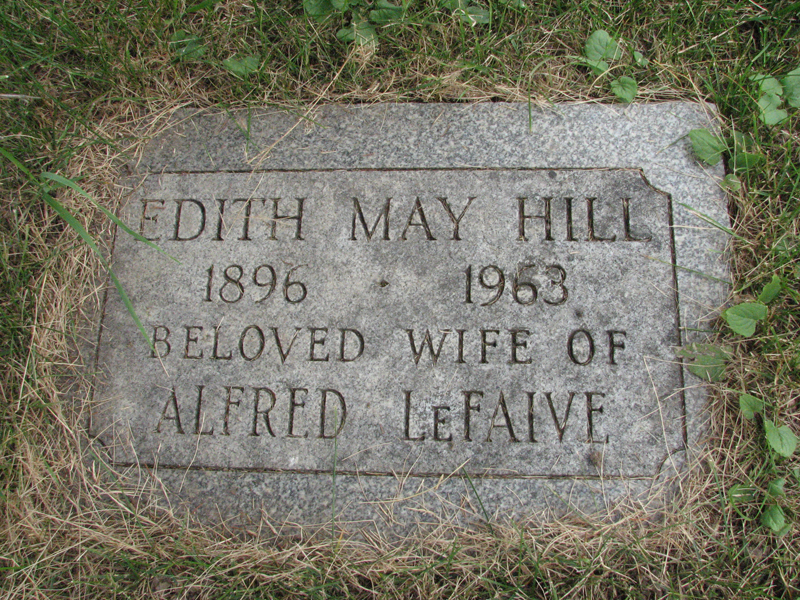 EDITH MAY HILL
1896 · 1963
BELOVED WIFE OF
ALFRED LeFAIVE